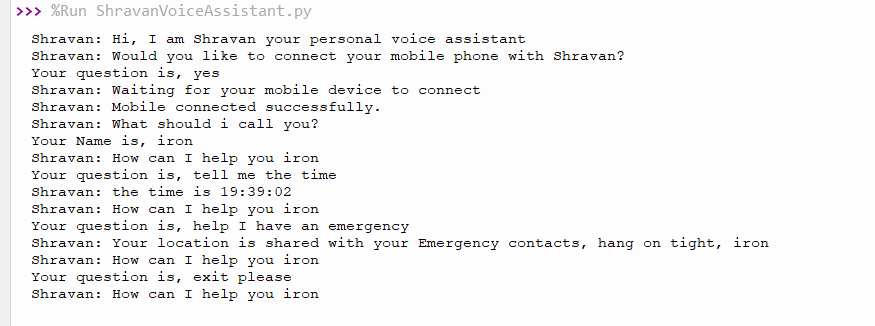 >>> %Run ShravanVoiceAssistant.py
Shravan: Hi, I am Shravan your personal voice assistant
Shravan: Would you like to connect your mobile phone with Shravan?
Your question is, yes
Shravan: Waiting for your mobile device to connect
Shravan: Mobile connected successfully.
Shravan: What should i call you?
Your Name is, iron
Shravan: How can I help you iron
Your question is, tell me the time
Shravan: the time is 19:39:02
Shravan: How can I help you iron
Your question is, help I have an emergency
Shravan: Your location is shared with your Emergency contacts, hang on tight, iron
Shravan: How can I help you iron
Your question is, exit please
Shravan: How can I help you iron